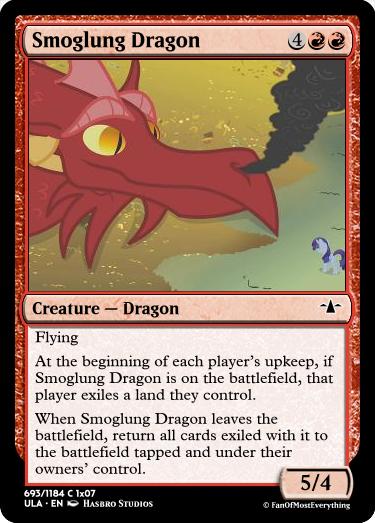 Smoglung Dragon 4
Creature — Dragon
Flying
At the beginning of each player's upkeep, if
Smoglung Dragon is on the battlefield, that
player exiles a land they control.
When Smoglung Dragon leaves the
battlefield, return all cards exiled with it to
the battlefield tapped and under their
owners' control.
5/4
693/1184 C 1x07
ULA • EN Hasbro Studios
© FanOfMostEverything